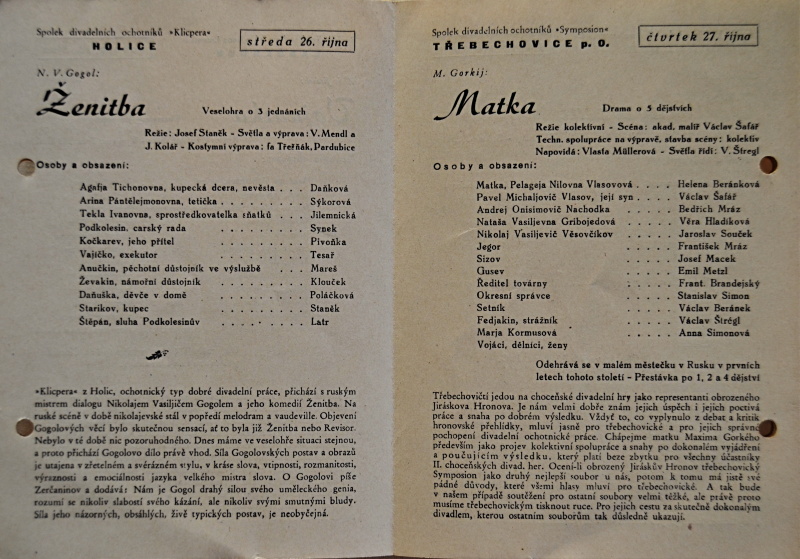 Spolek divadelních ochotníků »Klicpera«
HOLICE
středa 26. října
N. V. Gogol:
Ženitba
Veselohra o 3 jednáních
Režie: Josef Staněk - Světla a výprava: V. Mendl a
J. Kolář - Kostymní výprava: fa Třefňák, Pardubice
Osoby a obsazení:
Agafja Tichonovna, kupecká dcera, nevěsta . . . Daňková
Arina Pántělejmonovna, tetička . . . . . . . . Sýkorová
Tekla Ivanovna, sprostředkovatelka sňatků . . . Jilemnická
Podkolesin, carský rada . . . . . . . . . Synek
Kočkarev, jeho přítel . . . . . . . . . Pivoňka
Vajíčko, exekutor . . . . . . . . . Tesař
Anučkin, pěchotní důstojník ve výslužbě . . . Mareš
Ževakin, námořní důstojník . . . . . . . . Klouček
Daňuška, děvče v domě . . . . . . . . Poláčková
Starikov, kupec . . . . . . . . . Staněk
Štěpán, sluha Podkolesinův . . . . . . . . Latr
»Klicpera« z Holic, ochotnický typ dobré divadelní práce, přichází s ruským
mistrem dialogu Nikolajem Vasiljičem Gogolem a jeho komedií Ženitba. Na
ruské scéně v době nikolajevské stál v popředí melodram a vaudeville. Objevení
Gogolových věcí bylo skutečnou sensací, ať to byla již Ženitba nebo Revisor.
Nebylo v té době nic pozoruhodného. Dnes máme ve veselohře situaci stejnou,
a proto přichází Gogolovo dílo právě vhod. Síla Gogolovských postav a obrazů
je utajena v zřetelném a svérázném stylu, v kráse slova, vtipnosti, rozmanitosti,
výraznosti a emocionálnosti jazyka velkého mistra slova. O Gogolovi píše
Zerčaninov a dodává: Nám je Gogol drahý silou svého uměleckého genia,
rozumí se nikoliv slabostí svého kázání, ale nikoliv svými smutnými bludy.
Síla jeho názorných, obsáhlých, živě typických postav, je neobyčejná.
Spolek divadelních ochotníků »Symposion«
TŘEBECHOVICE p. O.
čtvrtek 27. října
M. Gorkij:
Matka
Drama o 5 dějstvích
Režie kolektivní - Scéna: akad. malíř Václav Šafář
Techn. spolupráce na výpravě, stavba scény: kolektiv
Napovídá: Vlasta Müllerová - Světla řídí: V. Štregl
Osoby a obsazení:
Matka, Pelageja Nilovna Vlasovová . . . . Helena Beránková
Pavel Michaljovič Vlasov, její syn . . . . Václav Šafář
Andrej Onisimovič Nachodka . . . . . Bedřich Mráz
Nataša Vasiljevna Gribojedová . . . . . Věra Hladíková
Nikolaj Vasiljevič Věsovčikov . . . . . Jaroslav Souček
Jegor . . . . . František Mráz
Sizov . . . . . Josef Macek
Gusev . . . . . Emil Metzl
Ředitel továrny . . . . . Frant. Brandejský
Okresní správce . . . . . Stanislav Simon
Setník . . . . . Václav Beránek
Fedjakin, strážník . . . . . Václav Štrégl
Marja Kormusová . . . . . Anna Simonová
Vojáci, dělníci, ženy
Odehrává se v malém městečku v Rusku v prvních
letech tohoto století - Přestávka po 1, 2 a 4 dějství
Třebechovičtí jedou na choceňské divadelní hry jako representanti obrozeného
Jiráskova Hronova. Je nám velmi dobře znám jejich úspěch i jejich poctivá
práce a snaha po dobrém výsledku. Vždyť to, co vyplynulo z debat a kritik
hronovské přehlídky, mluví jasně pro třebechovické a pro jejich správné
pochopení divadelní ochotnické práce. Chápejme matku Maxima Gorkého
především jako projev kolektivní spolupráce a snahy po dokonalém vyjádření
a poučujícím výsledku, který platí beze zbytku pro všechny účastníky
II. choceňských divad. her. Ocenil-li obrozený Jiráskův Hronov třebechovický
Symposion jako druhý nejlepší soubor u nás, potom k tomu má jistě své
pádné důvody, které všemi hlasy mluví pro třebechovické. A tak bude
v našem případě soutěžení pro ostatní soubory velmi těžké, ale právě proto
musíme třebechovickým tisknout ruce. Pro jejich cestu za skutečně dokonalým
divadlem, kterou ostatním souborům tak důsledně ukazují.